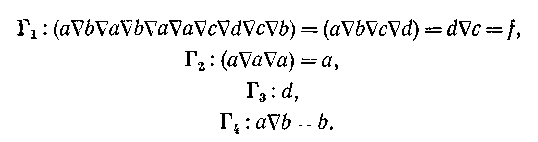 Γ₁ : (a∇b∇a∇b∇a∇a∇c∇d∇c∇b) = (a∇b∇c∇d) = d∇c = f,
Γ₂ : (a∇a∇a) = a,
Γ₃ : d,
Γ₄ : a∇b -- b.